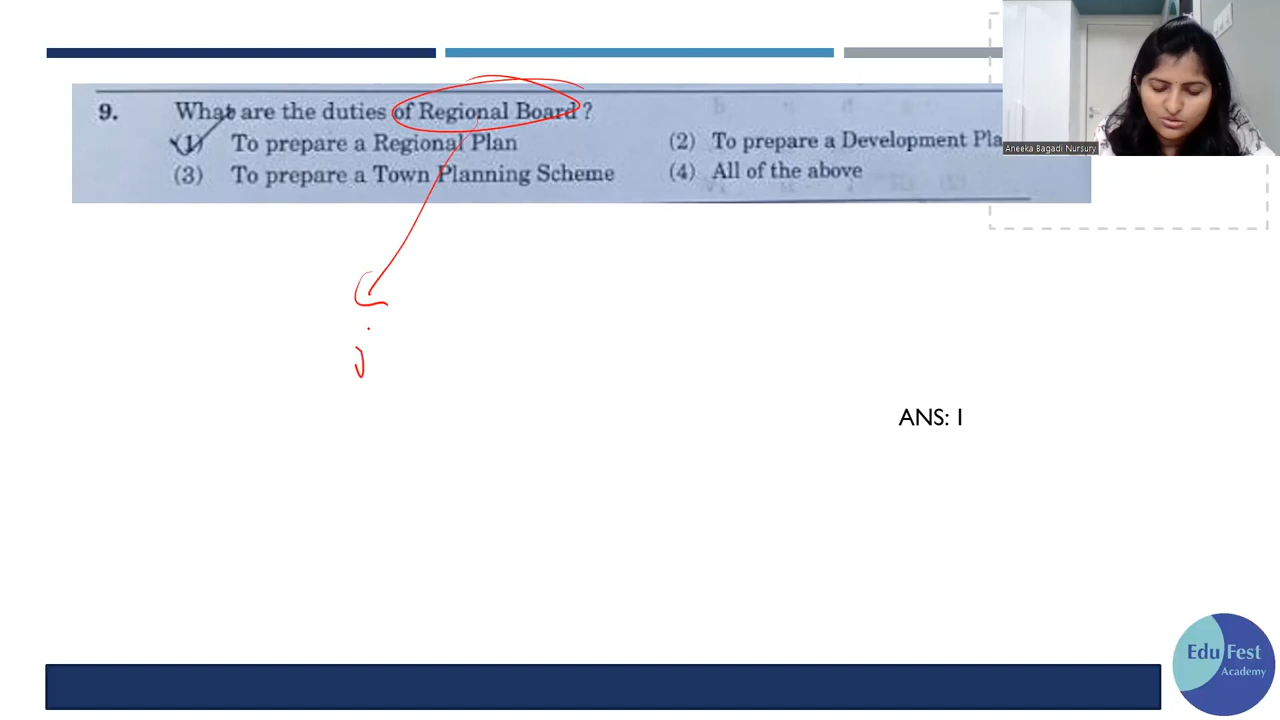 9. What are the duties of Regional Board ?
(1) To prepare a Regional Plan
(2) To prepare a Development Pla
(3) To prepare a Town Planning Scheme
(4) All of the above
Aneeka Bagadi Nursury
ANS: 1
Edu Fest
Academy